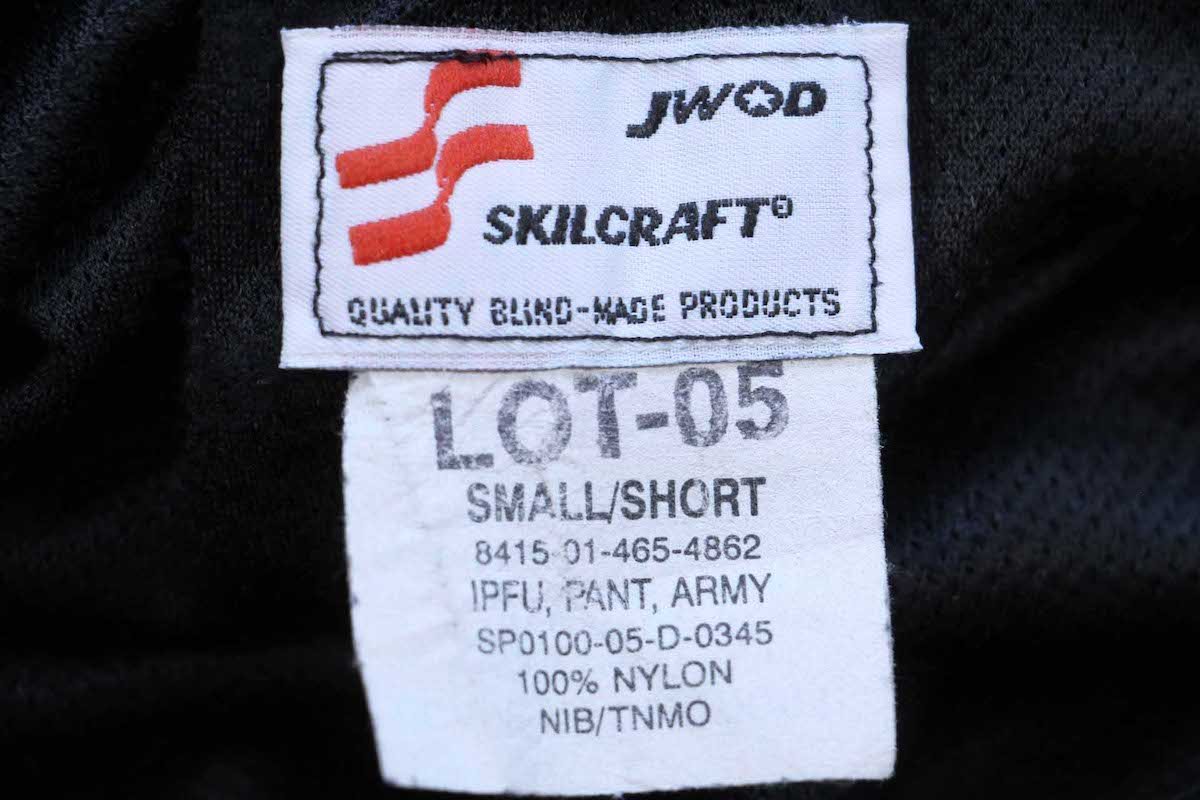 JWOD
SKILCRAFT®
QUALITY BLIND-MADE PRODUCTS
LOT-05
SMALL/SHORT
8415-01-465-4862
IPFU, PANT, ARMY
SP0100-05-D-0345
100% NYLON
NIB/TNMO